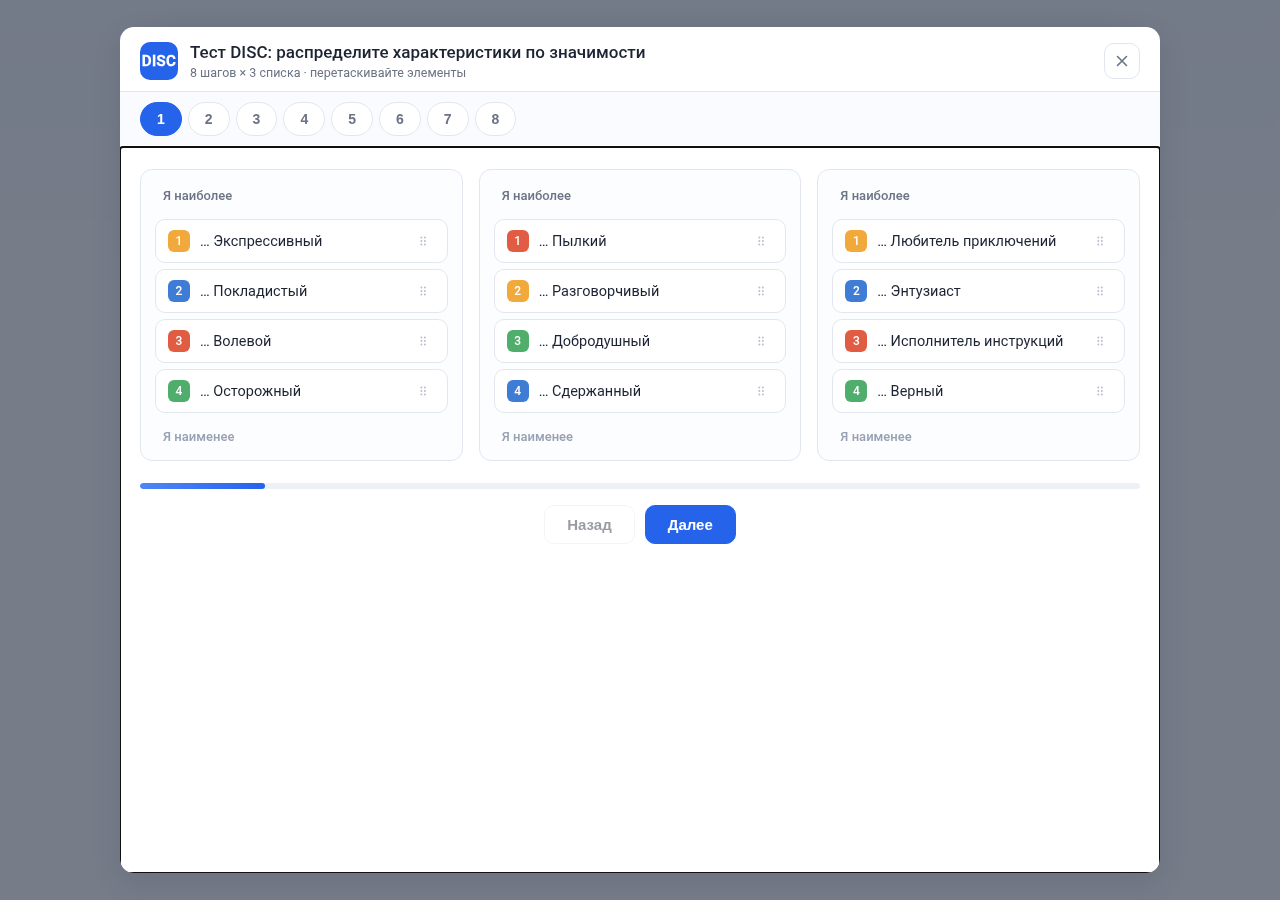 DISC
Тест DISC: распределите характеристики по значимости
8 шагов × 3 списка · перетаскивайте элементы
1 2 3 4 5 6 7 8
Я наиболее
1 ... Экспрессивный
2 ... Покладистый
3 ... Волевой
4 ... Осторожный
Я наименее
Я наиболее
1 ... Пылкий
2 ... Разговорчивый
3 ... Добродушный
4 ... Сдержанный
Я наименее
Я наиболее
1 ... Любитель приключений
2 ... Энтузиаст
3 ... Исполнитель инструкций
4 ... Верный
Я наименее
Назад
Далее